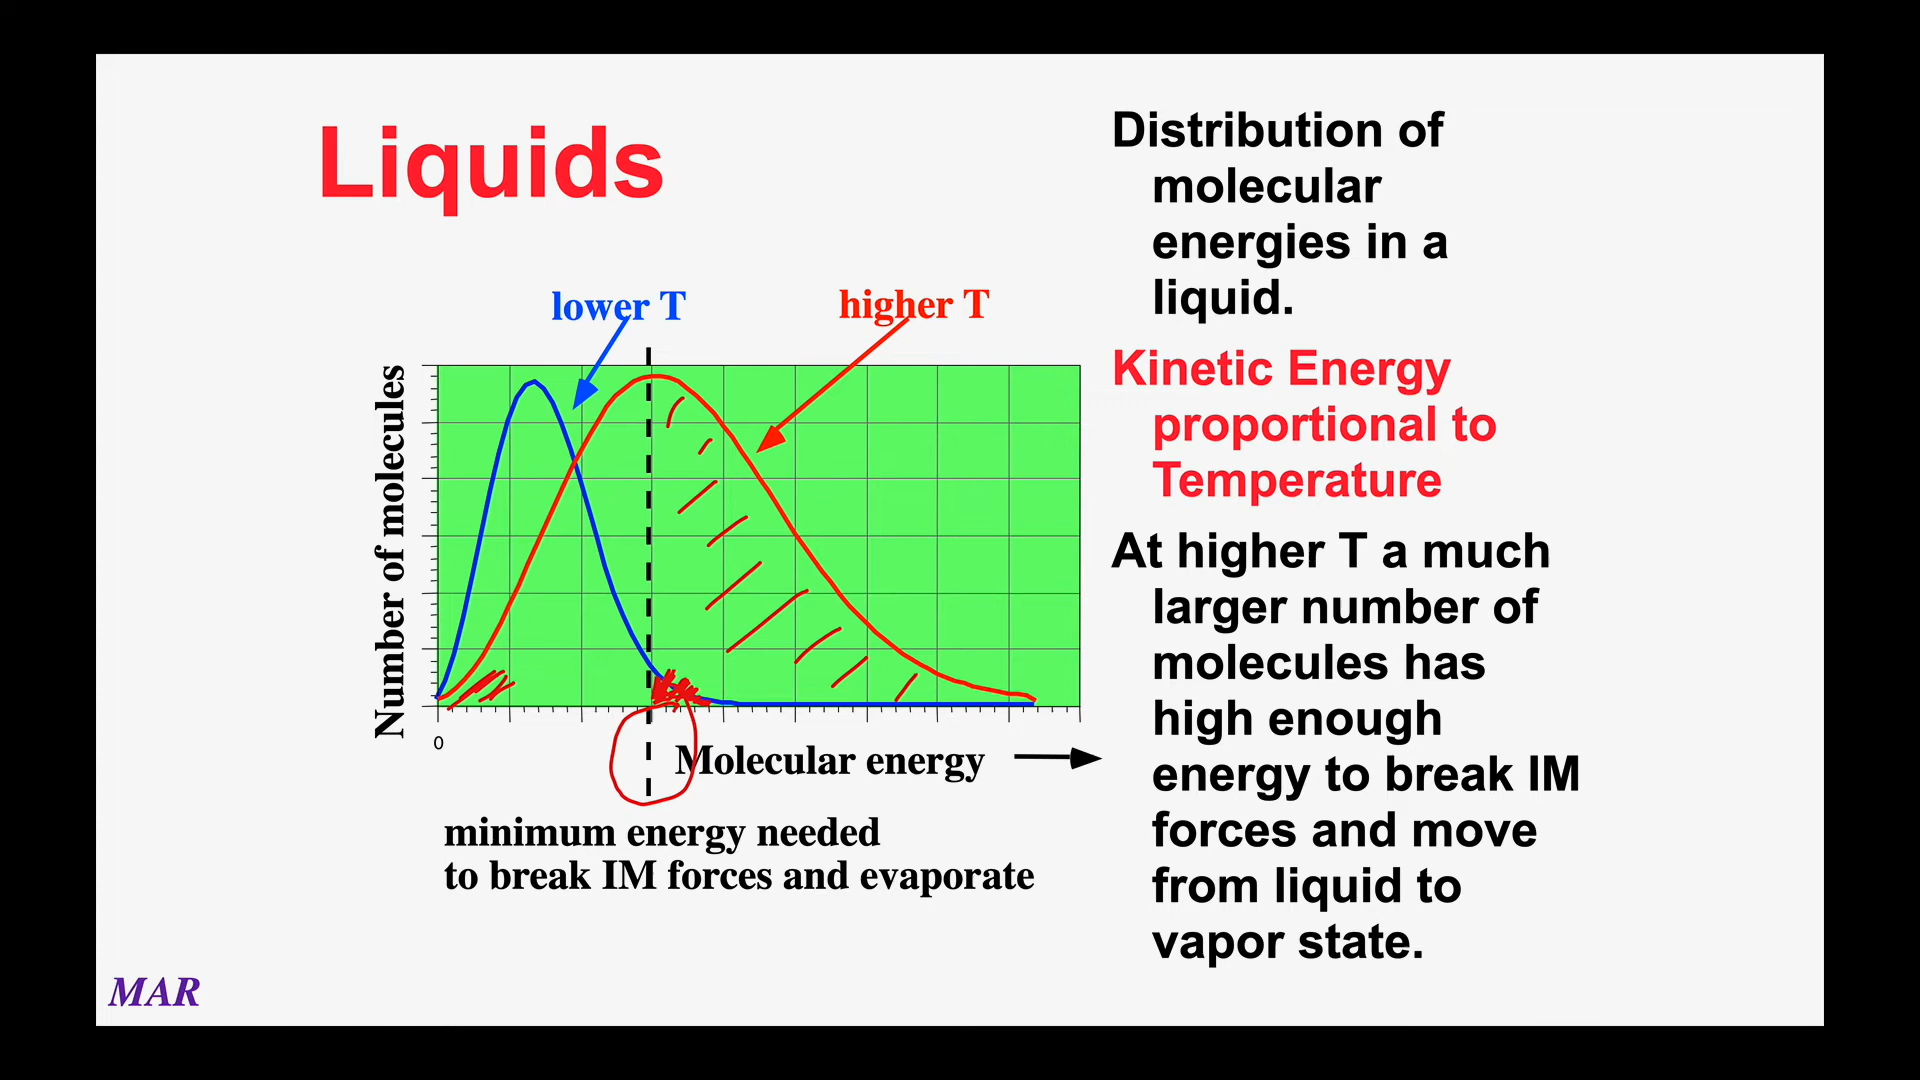 Liquids
lower T
higher T
Number of molecules
0
Molecular energy
minimum energy needed
to break IM forces and evaporate
Distribution of
molecular
energies in a
liquid.
Kinetic Energy
proportional to
Temperature
At higher T a much
larger number of
molecules has
high enough
energy to break IM
forces and move
from liquid to
vapor state.
MAR